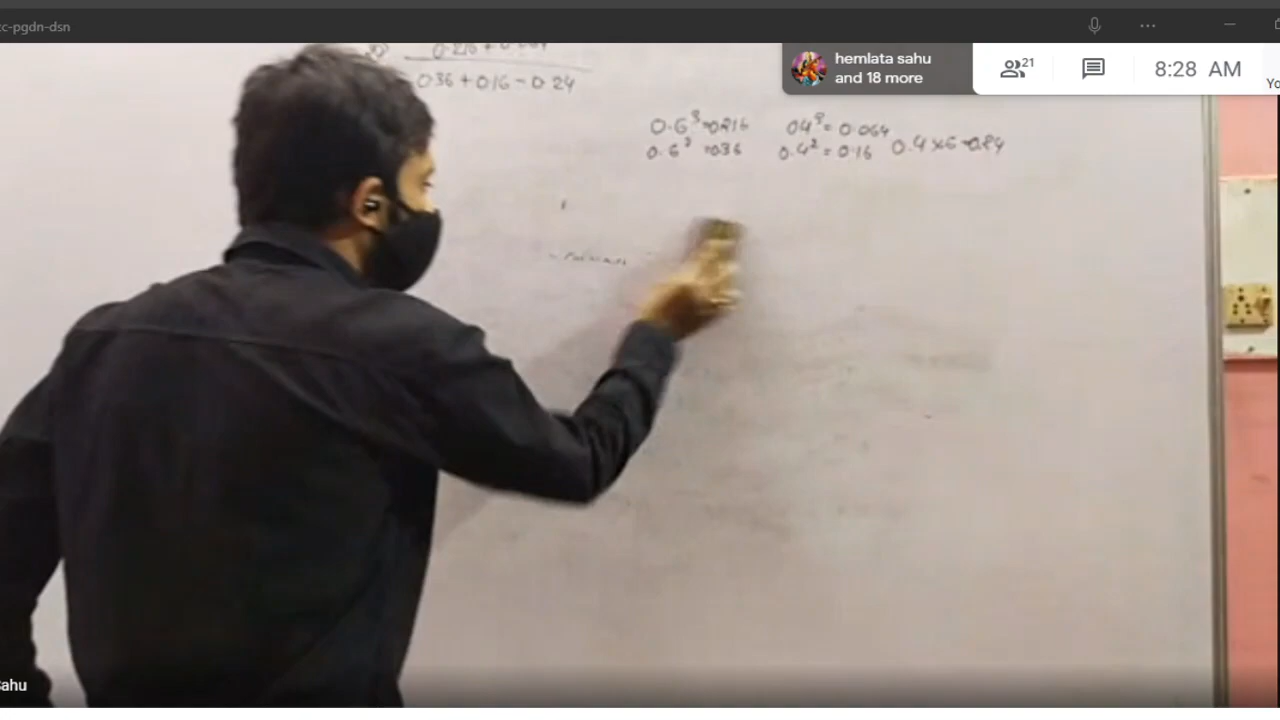 c-pgdn-dsn
hemlata sahu
and 18 more
21
8:28 AM
Yo
0.36 + 0.16 - 0.24
0.6³ = 0.216 0.4³ = 0.064
0.6² = 0.36 0.4² = 0.16 0.4 × 6 = 0.24
ahu